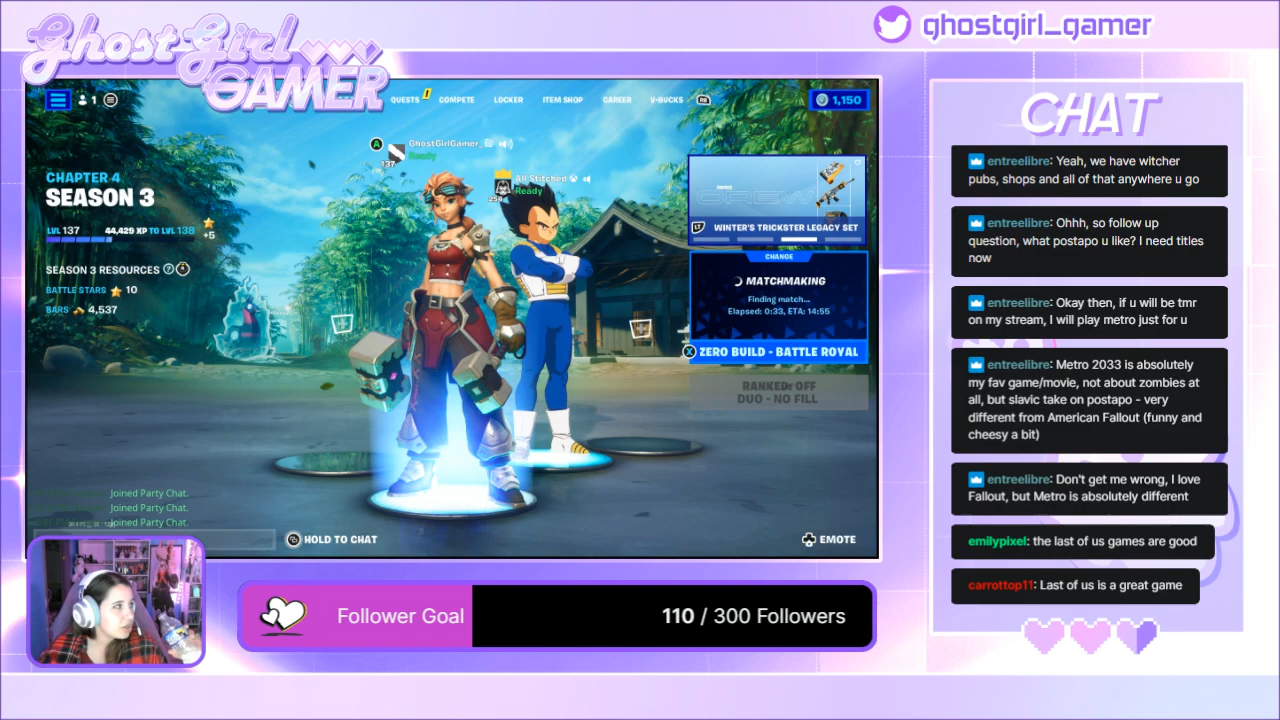 Ghost Girl
GAMER
ghostgirl_gamer
1
QUESTS
COMPETE
LOCKER
ITEM SHOP
CAREER
V-BUCKS
RB
1,150
A
GhostGirlGamer_
137
Ready
All Stitched
Ready
CHAPTER 4
SEASON 3
LVL 137
44,429 XP TO LVL 138
+5
SEASON 3 RESOURCES
BATTLE STARS 10
BARS 4,537
CREW
LT
WINTER'S TRICKSTER LEGACY SET
CHANGE
MATCHMAKING
Finding match...
Elapsed: 0:33, ETA: 14:55
X
ZERO BUILD - BATTLE ROYAL
RANKED: OFF
DUO - NO FILL
Joined Party Chat.
Joined Party Chat.
Joined Party Chat.
HOLD TO CHAT
EMOTE
Follower Goal
110 / 300 Followers
CHAT
entreelibre: Yeah, we have witcher
pubs, shops and all of that anywhere u go
entreelibre: Ohhh, so follow up
question, what postapo u like? I need titles
now
entreelibre: Okay then, if u will be tmr
on my stream, I will play metro just for u
entreelibre: Metro 2033 is absolutely
my fav game/movie, not about zombies at
all, but slavic take on postapo - very
different from American Fallout (funny and
cheesy a bit)
entreelibre: Don't get me wrong, I love
Fallout, but Metro is absolutely different
emilypixel: the last of us games are good
carrottop11: Last of us is a great game